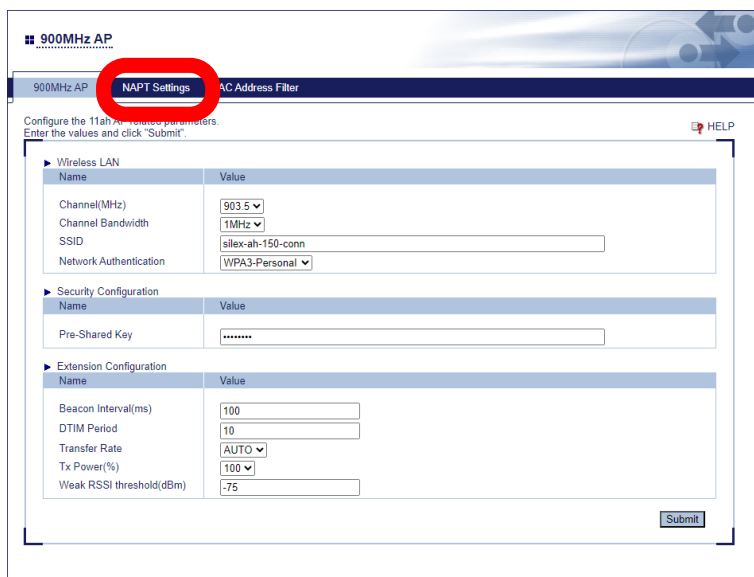 900MHz AP
900MHz AP NAPT Settings AC Address Filter
Configure the 11ah AP related parameters.
Enter the values and click "Submit".
HELP
Wireless LAN
Name Value
Channel(MHz) 903.5
Channel Bandwidth 1MHz
SSID silex-ah-150-conn
Network Authentication WPA3-Personal
Security Configuration
Name Value
Pre-Shared Key ••••••••
Extension Configuration
Name Value
Beacon Interval(ms) 100
DTIM Period 10
Transfer Rate AUTO
Tx Power(%) 100
Weak RSSI threshold(dBm) -75
Submit